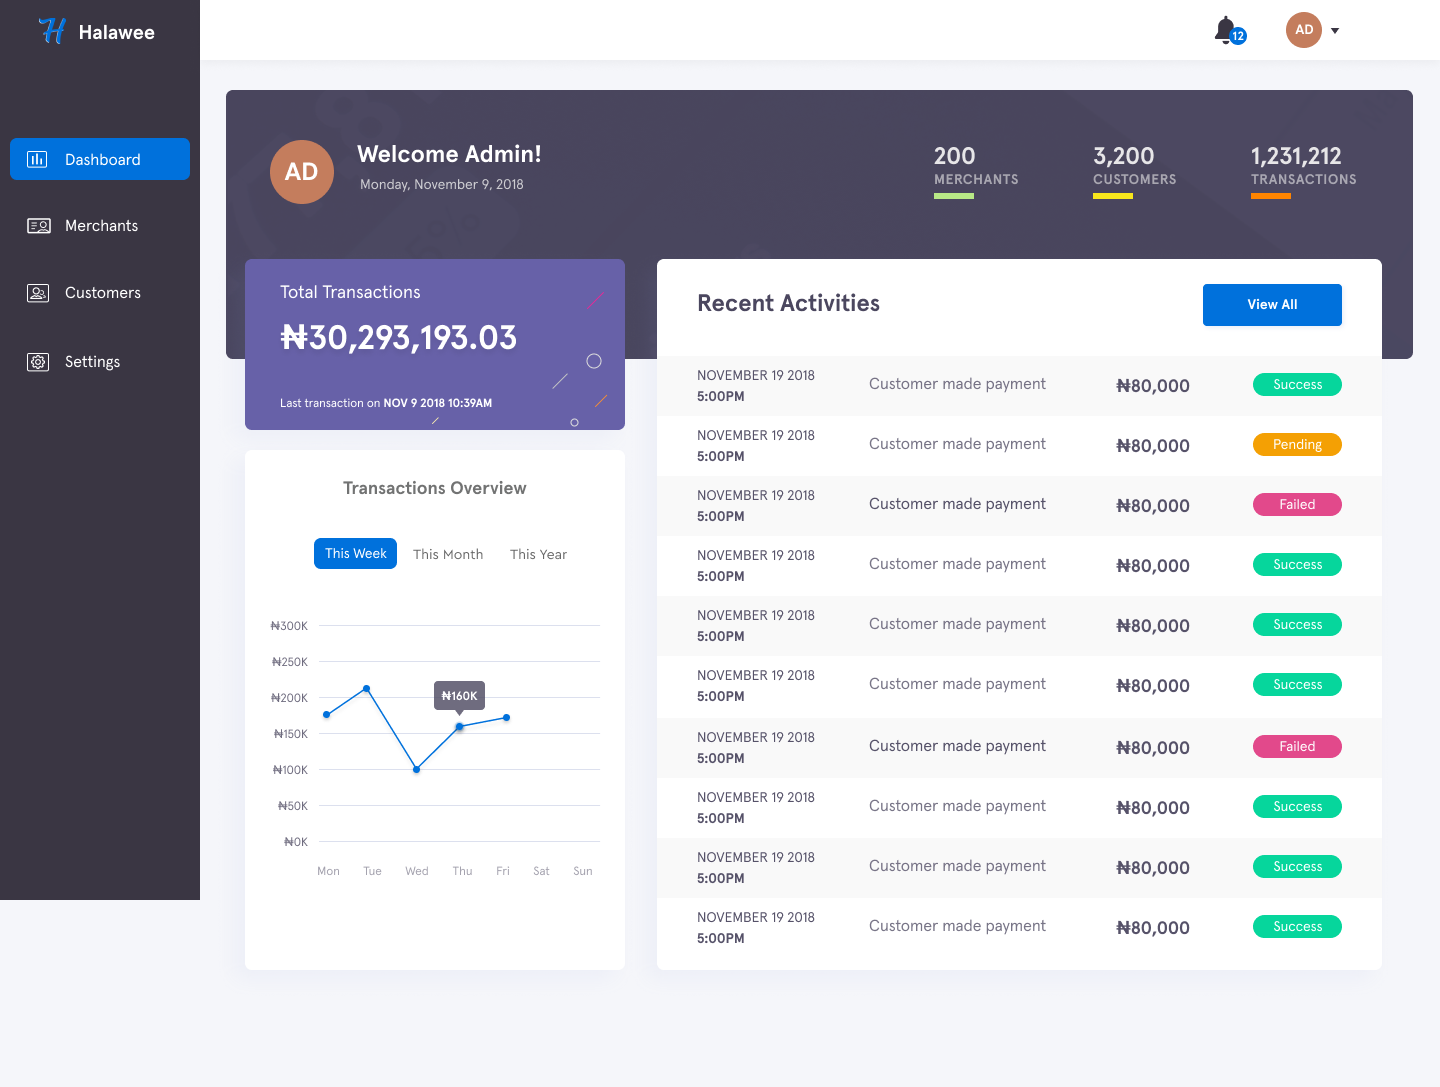 Halawee
12
AD
Dashboard
Merchants
Customers
Settings
AD
Welcome Admin!
Monday, November 9, 2018
200
MERCHANTS
3,200
CUSTOMERS
1,231,212
TRANSACTIONS
Total Transactions
₦30,293,193.03
Last transaction on NOV 9 2018 10:39AM
Transactions Overview
This Week This Month This Year
₦300K
₦250K
₦200K
₦150K
₦100K
₦50K
₦0K
₦160K
Mon Tue Wed Thu Fri Sat Sun
Recent Activities
View All
NOVEMBER 19 2018
5:00PM
Customer made payment
₦80,000
Success
NOVEMBER 19 2018
5:00PM
Customer made payment
₦80,000
Pending
NOVEMBER 19 2018
5:00PM
Customer made payment
₦80,000
Failed
NOVEMBER 19 2018
5:00PM
Customer made payment
₦80,000
Success
NOVEMBER 19 2018
5:00PM
Customer made payment
₦80,000
Success
NOVEMBER 19 2018
5:00PM
Customer made payment
₦80,000
Success
NOVEMBER 19 2018
5:00PM
Customer made payment
₦80,000
Failed
NOVEMBER 19 2018
5:00PM
Customer made payment
₦80,000
Success
NOVEMBER 19 2018
5:00PM
Customer made payment
₦80,000
Success
NOVEMBER 19 2018
5:00PM
Customer made payment
₦80,000
Success